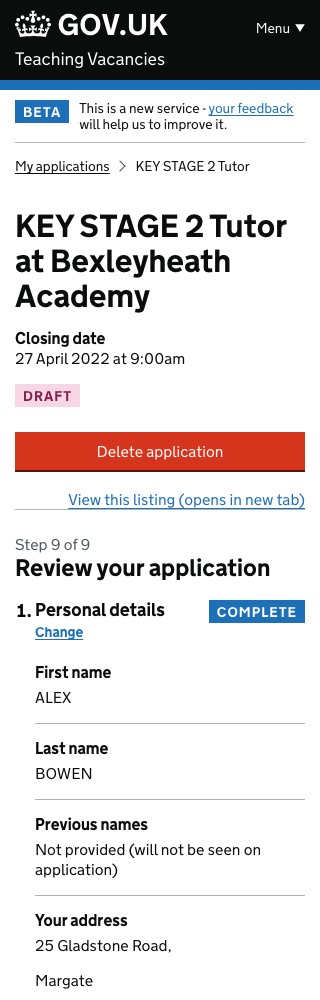 GOV.UK
Menu ▼
Teaching Vacancies
BETA
This is a new service - your feedback
will help us to improve it.
My applications > KEY STAGE 2 Tutor
KEY STAGE 2 Tutor
at Bexleyheath
Academy
Closing date
27 April 2022 at 9:00am
DRAFT
Delete application
View this listing (opens in new tab)
Step 9 of 9
Review your application
1. Personal details
COMPLETE
Change
First name
ALEX
Last name
BOWEN
Previous names
Not provided (will not be seen on
application)
Your address
25 Gladstone Road,
Margate